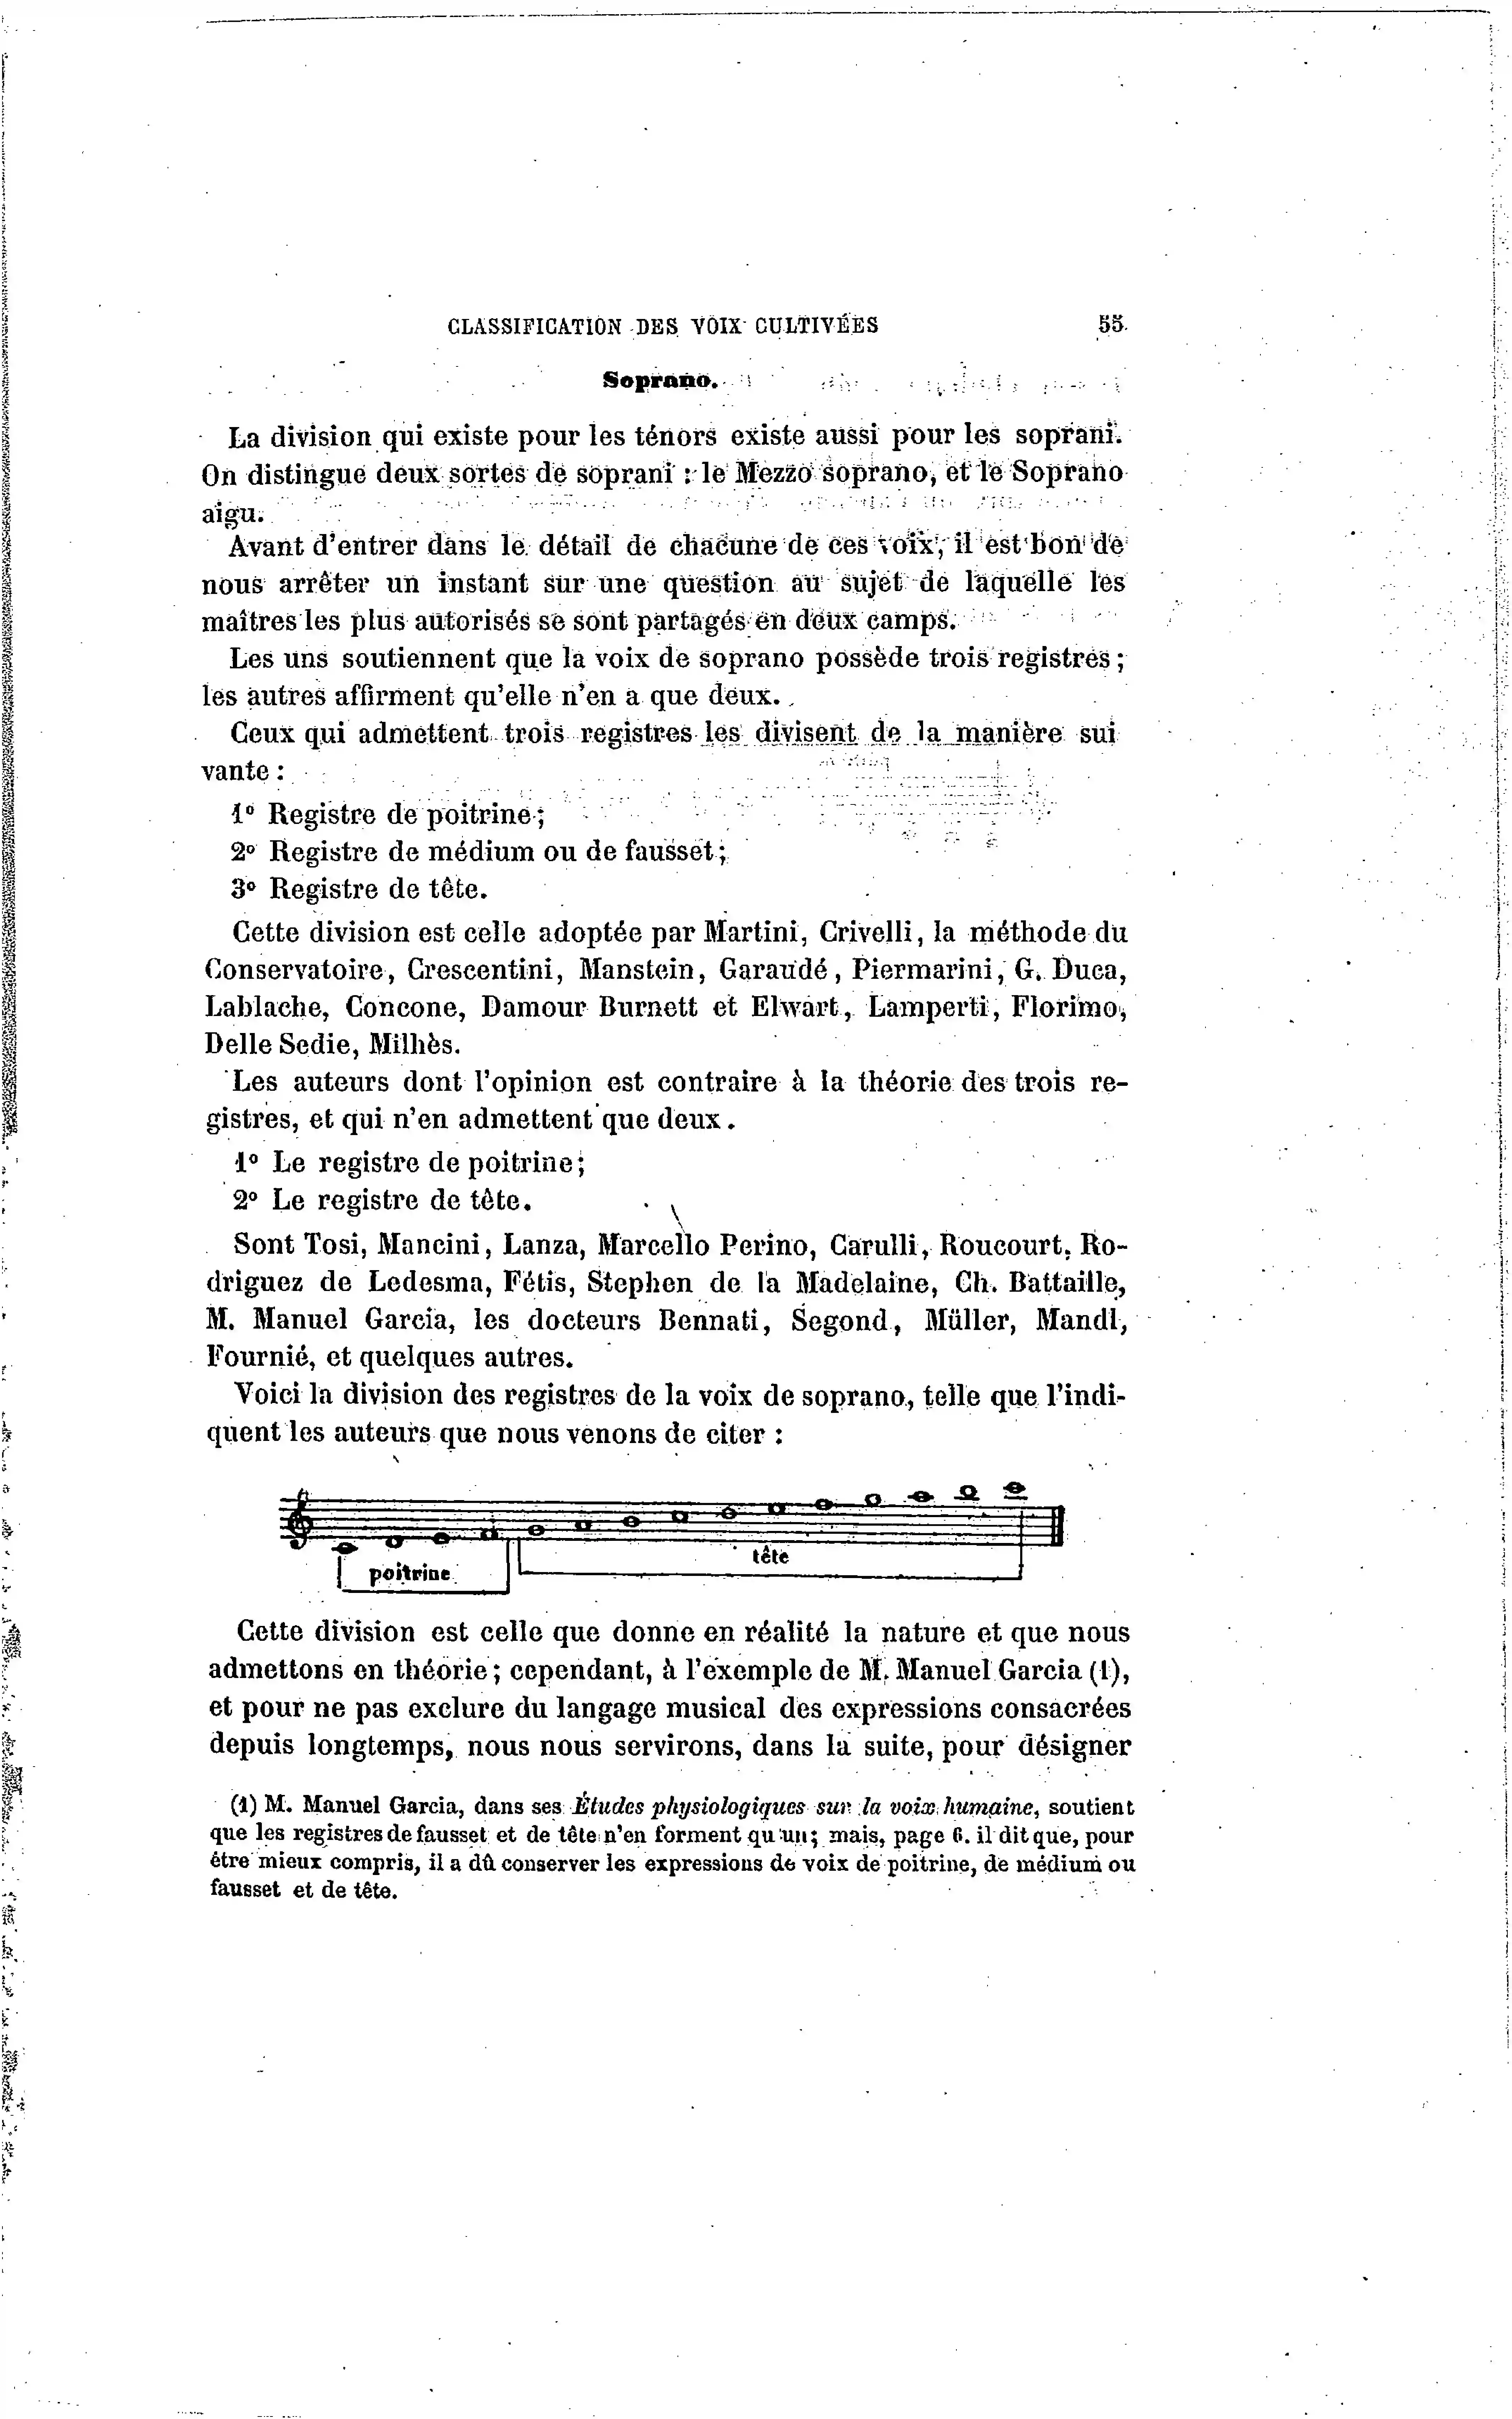 CLASSIFICATION DES VOIX CULTIVÉES 55
Soprano.
La division qui existe pour les ténors existe aussi pour les soprani.
On distingue deux sortes de soprani : le Mezzo soprano, et le Soprano
aigu.
Avant d'entrer dans le détail de chacune de ces voix, il est bon de
nous arrêter un instant sur une question au sujet de laquelle les
maîtres les plus autorisés se sont partagés en deux camps.
Les uns soutiennent que la voix de soprano possède trois registres ;
les autres affirment qu'elle n'en a que deux.
Ceux qui admettent trois registres les divisent de la manière sui
vante :
1º Registre de poitrine ;
2º Registre de médium ou de fausset ;
3º Registre de tête.
Cette division est celle adoptée par Martini, Crivelli, la méthode du
Conservatoire, Crescentini, Manstein, Garaudé, Piermarini, G. Duca,
Lablache, Concone, Damour Burnett et Elwart, Lamperti, Florimo,
Delle Sedie, Milhès.
Les auteurs dont l'opinion est contraire à la théorie des trois re-
gistres, et qui n'en admettent que deux.
1º Le registre de poitrine ;
2º Le registre de tête.
Sont Tosi, Mancini, Lanza, Marcello Perino, Carulli, Roucourt, Ro-
driguez de Ledesma, Fétis, Stephen de la Madelaine, Ch. Battaille,
M. Manuel Garcia, les docteurs Bennati, Segond, Müller, Mandl,
Fournié, et quelques autres.
Voici la division des registres de la voix de soprano, telle que l'indi-
quent les auteurs que nous venons de citer :
tête
poitrine
Cette division est celle que donne en réalité la nature et que nous
admettons en théorie ; cependant, à l'exemple de M. Manuel Garcia (1),
et pour ne pas exclure du langage musical des expressions consacrées
depuis longtemps, nous nous servirons, dans la suite, pour désigner
(1) M. Manuel Garcia, dans ses Études physiologiques sur la voix humaine, soutient
que les registres de fausset et de tête n'en forment qu'un ; mais, page 6. il dit que, pour
être mieux compris, il a dû conserver les expressions de voix de poitrine, de médium ou
fausset et de tête.